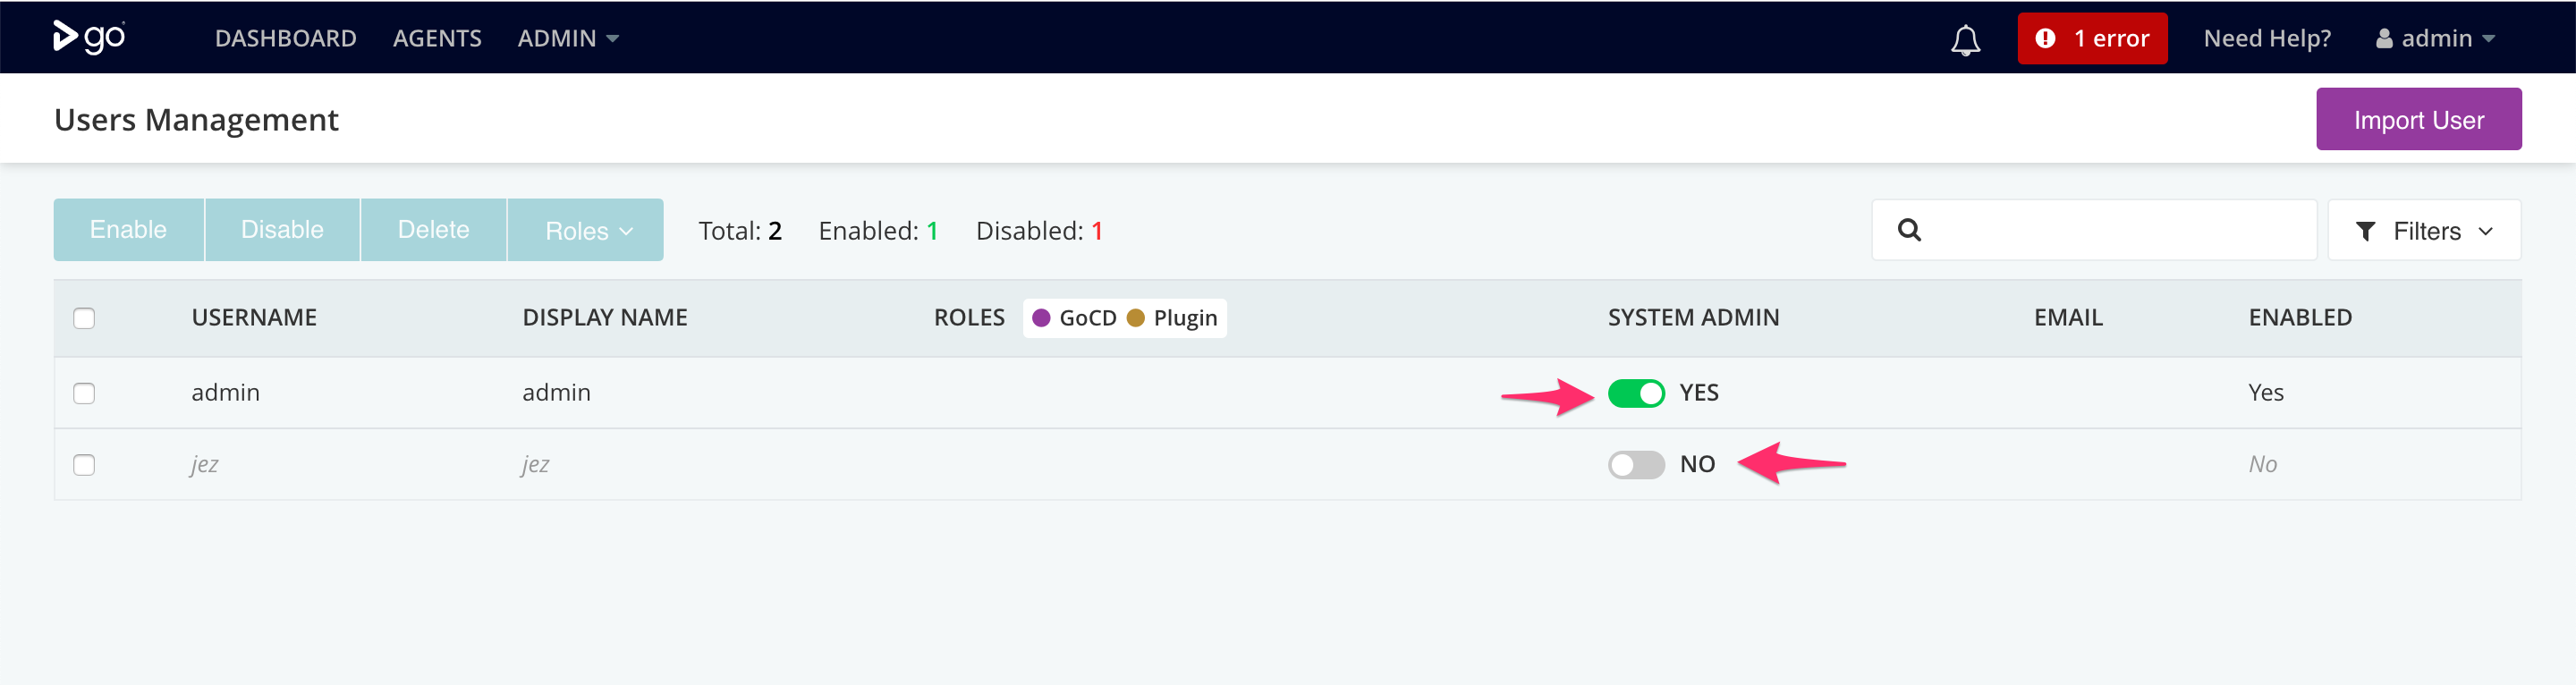 go DASHBOARD AGENTS ADMIN 1 error Need Help? admin
Users Management Import User
Enable Disable Delete Roles Total: 2 Enabled: 1 Disabled: 1 Filters
USERNAME DISPLAY NAME ROLES GoCD Plugin SYSTEM ADMIN EMAIL ENABLED
admin admin YES Yes
jez jez NO No